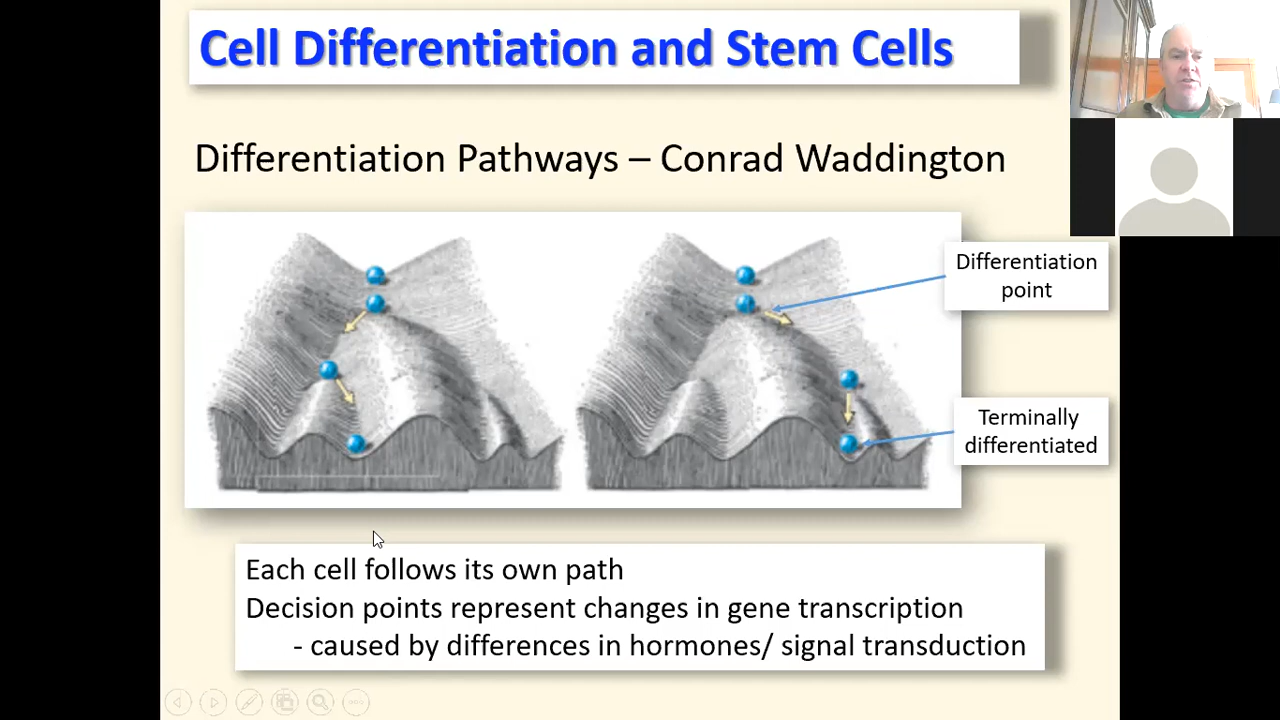 Cell Differentiation and Stem Cells
Differentiation Pathways – Conrad Waddington
Differentiation
point
Terminally
differentiated
Each cell follows its own path
Decision points represent changes in gene transcription
- caused by differences in hormones/ signal transduction